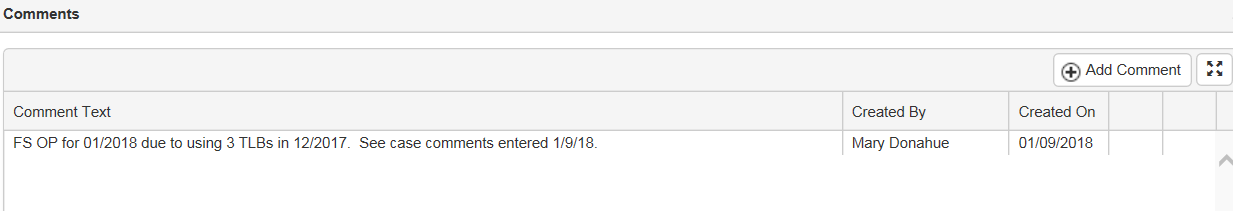 Comments
Add Comment
Comment Text Created By Created On
FS OP for 01/2018 due to using 3 TLBs in 12/2017.  See case comments entered 1/9/18. Mary Donahue 01/09/2018